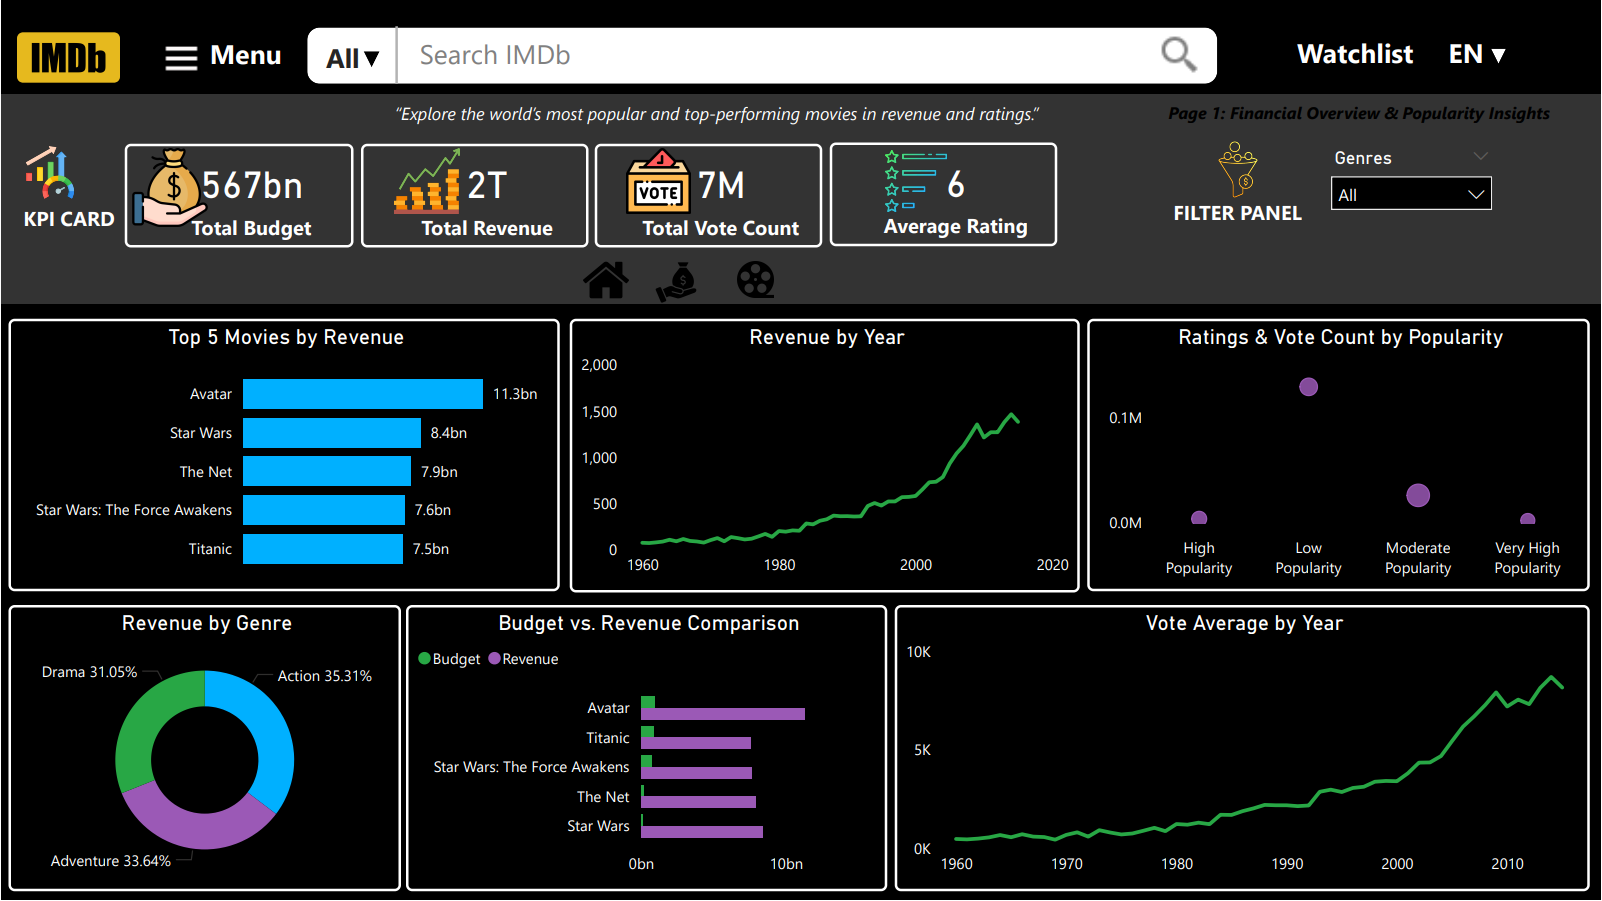 IMDb
Menu
All▼
Search IMDb
Watchlist
EN ▼
“Explore the world’s most popular and top-performing movies in revenue and ratings.”
Page 1: Financial Overview & Popularity Insights
KPI CARD
567bn
Total Budget
2T
Total Revenue
VOTE
7M
Total Vote Count
6
Average Rating
FILTER PANEL
Genres
All
Top 5 Movies by Revenue
Avatar 11.3bn
Star Wars 8.4bn
The Net 7.9bn
Star Wars: The Force Awakens 7.6bn
Titanic 7.5bn
Revenue by Year
2,000
1,500
1,000
500
0
1960 1980 2000 2020
Ratings & Vote Count by Popularity
0.1M
0.0M
High Popularity
Low Popularity
Moderate Popularity
Very High Popularity
Revenue by Genre
Drama 31.05%
Action 35.31%
Adventure 33.64%
Budget vs. Revenue Comparison
Budget Revenue
Avatar
Titanic
Star Wars: The Force Awakens
The Net
Star Wars
0bn 10bn
Vote Average by Year
10K
5K
0K
1960 1970 1980 1990 2000 2010